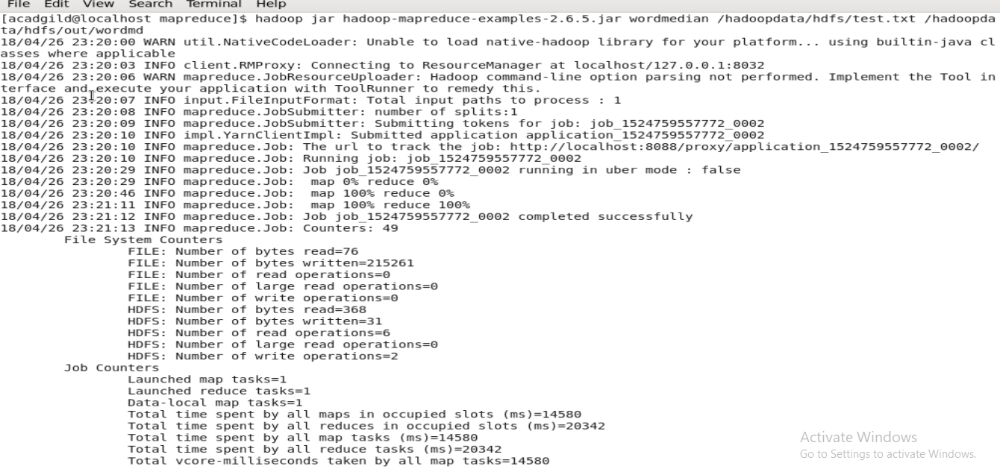 File Edit View Search Terminal Help
[acadgild@localhost mapreduce]$ hadoop jar hadoop-mapreduce-examples-2.6.5.jar wordmedian /hadoopdata/hdfs/test.txt /hadoopda
ta/hdfs/out/wordmd
18/04/26 23:20:00 WARN util.NativeCodeLoader: Unable to load native-hadoop library for your platform... using builtin-java cl
asses where applicable
18/04/26 23:20:03 INFO client.RMProxy: Connecting to ResourceManager at localhost/127.0.0.1:8032
18/04/26 23:20:06 WARN mapreduce.JobResourceUploader: Hadoop command-line option parsing not performed. Implement the Tool in
terface and execute your application with ToolRunner to remedy this.
18/04/26 23:20:07 INFO input.FileInputFormat: Total input paths to process : 1
18/04/26 23:20:08 INFO mapreduce.JobSubmitter: number of splits:1
18/04/26 23:20:09 INFO mapreduce.JobSubmitter: Submitting tokens for job: job_1524759557772_0002
18/04/26 23:20:10 INFO impl.YarnClientImpl: Submitted application application_1524759557772_0002
18/04/26 23:20:10 INFO mapreduce.Job: The url to track the job: http://localhost:8088/proxy/application_1524759557772_0002/
18/04/26 23:20:10 INFO mapreduce.Job: Running job: job_1524759557772_0002
18/04/26 23:20:29 INFO mapreduce.Job: Job job_1524759557772_0002 running in uber mode : false
18/04/26 23:20:29 INFO mapreduce.Job:  map 0% reduce 0%
18/04/26 23:20:46 INFO mapreduce.Job:  map 100% reduce 0%
18/04/26 23:21:11 INFO mapreduce.Job:  map 100% reduce 100%
18/04/26 23:21:12 INFO mapreduce.Job: Job job_1524759557772_0002 completed successfully
18/04/26 23:21:13 INFO mapreduce.Job: Counters: 49
File System Counters
FILE: Number of bytes read=76
FILE: Number of bytes written=215261
FILE: Number of read operations=0
FILE: Number of large read operations=0
FILE: Number of write operations=0
HDFS: Number of bytes read=368
HDFS: Number of bytes written=31
HDFS: Number of read operations=6
HDFS: Number of large read operations=0
HDFS: Number of write operations=2
Job Counters
Launched map tasks=1
Launched reduce tasks=1
Data-local map tasks=1
Total time spent by all maps in occupied slots (ms)=14580
Total time spent by all reduces in occupied slots (ms)=20342
Total time spent by all map tasks (ms)=14580
Total time spent by all reduce tasks (ms)=20342
Total vcore-milliseconds taken by all map tasks=14580
Activate Windows
Go to Settings to activate Windows.